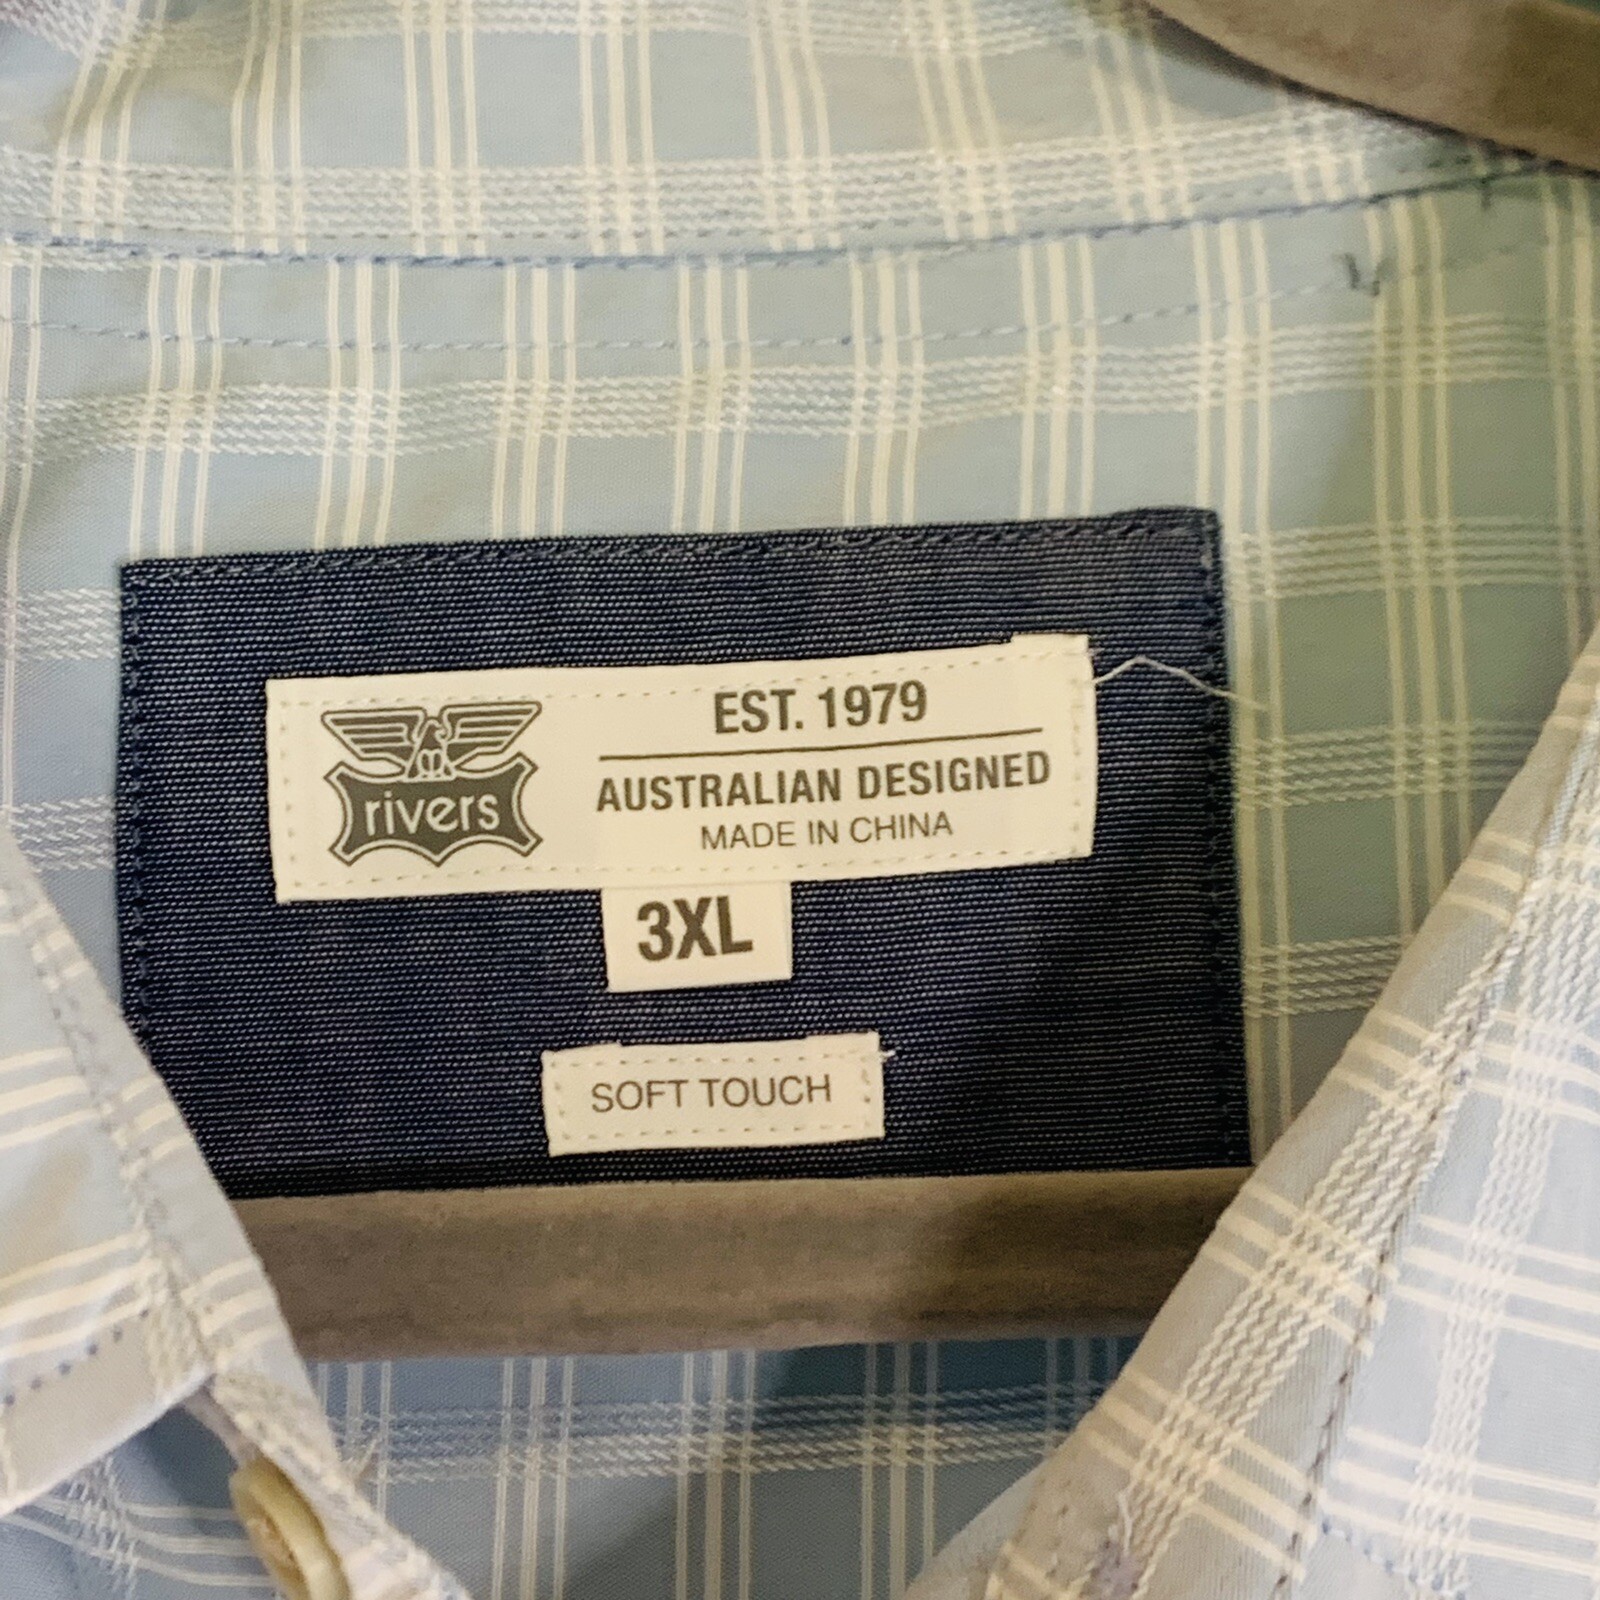 rivers
EST. 1979
AUSTRALIAN DESIGNED
MADE IN CHINA
3XL
SOFT TOUCH